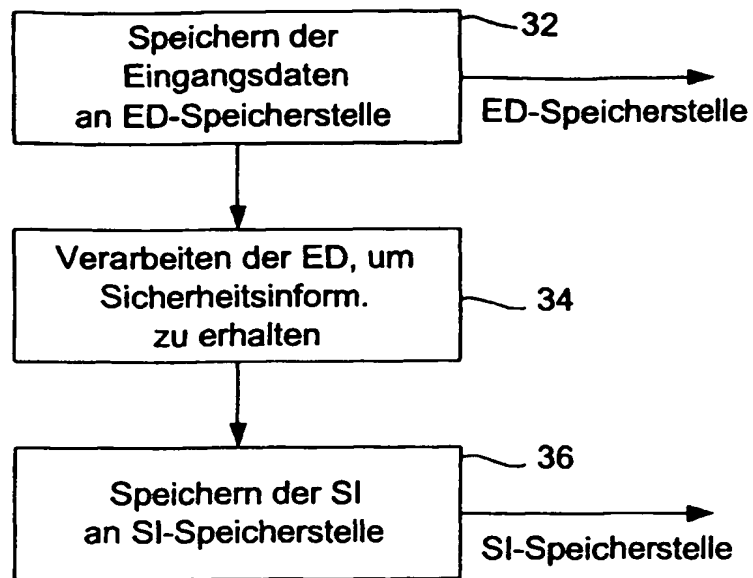 Speichern der
Eingangsdaten
an ED-Speicherstelle
32
ED-Speicherstelle
Verarbeiten der ED, um
Sicherheitsinform.
zu erhalten
34
Speichern der SI
an SI-Speicherstelle
36
SI-Speicherstelle